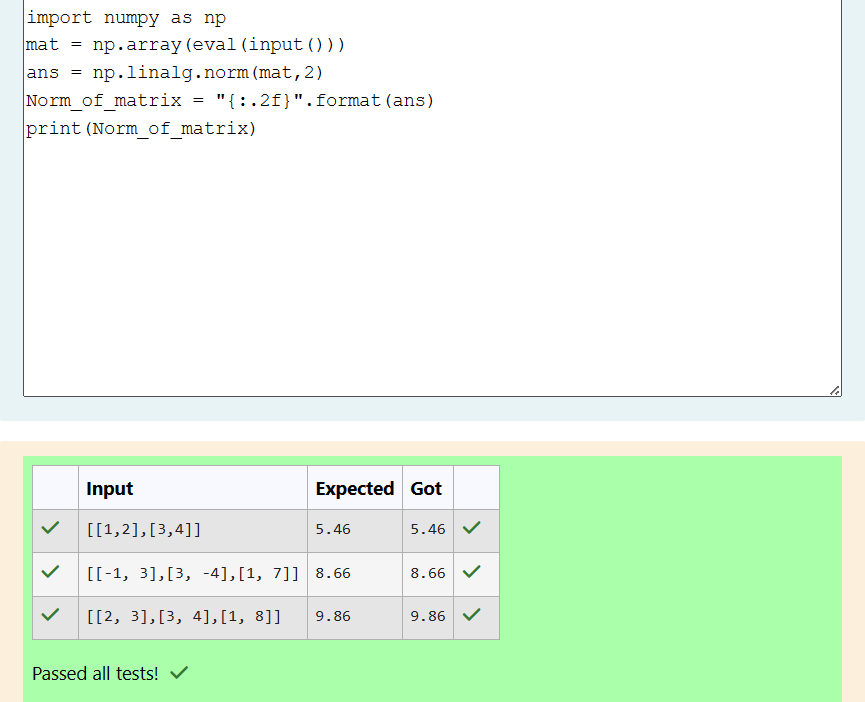 import numpy as np
mat = np.array(eval(input()))
ans = np.linalg.norm(mat,2)
Norm_of_matrix = "{:.2f}".format(ans)
print(Norm_of_matrix)
Input Expected Got
[[1,2],[3,4]] 5.46 5.46
[[-1, 3],[3, -4],[1, 7]] 8.66 8.66
[[2, 3],[3, 4],[1, 8]] 9.86 9.86
Passed all tests!